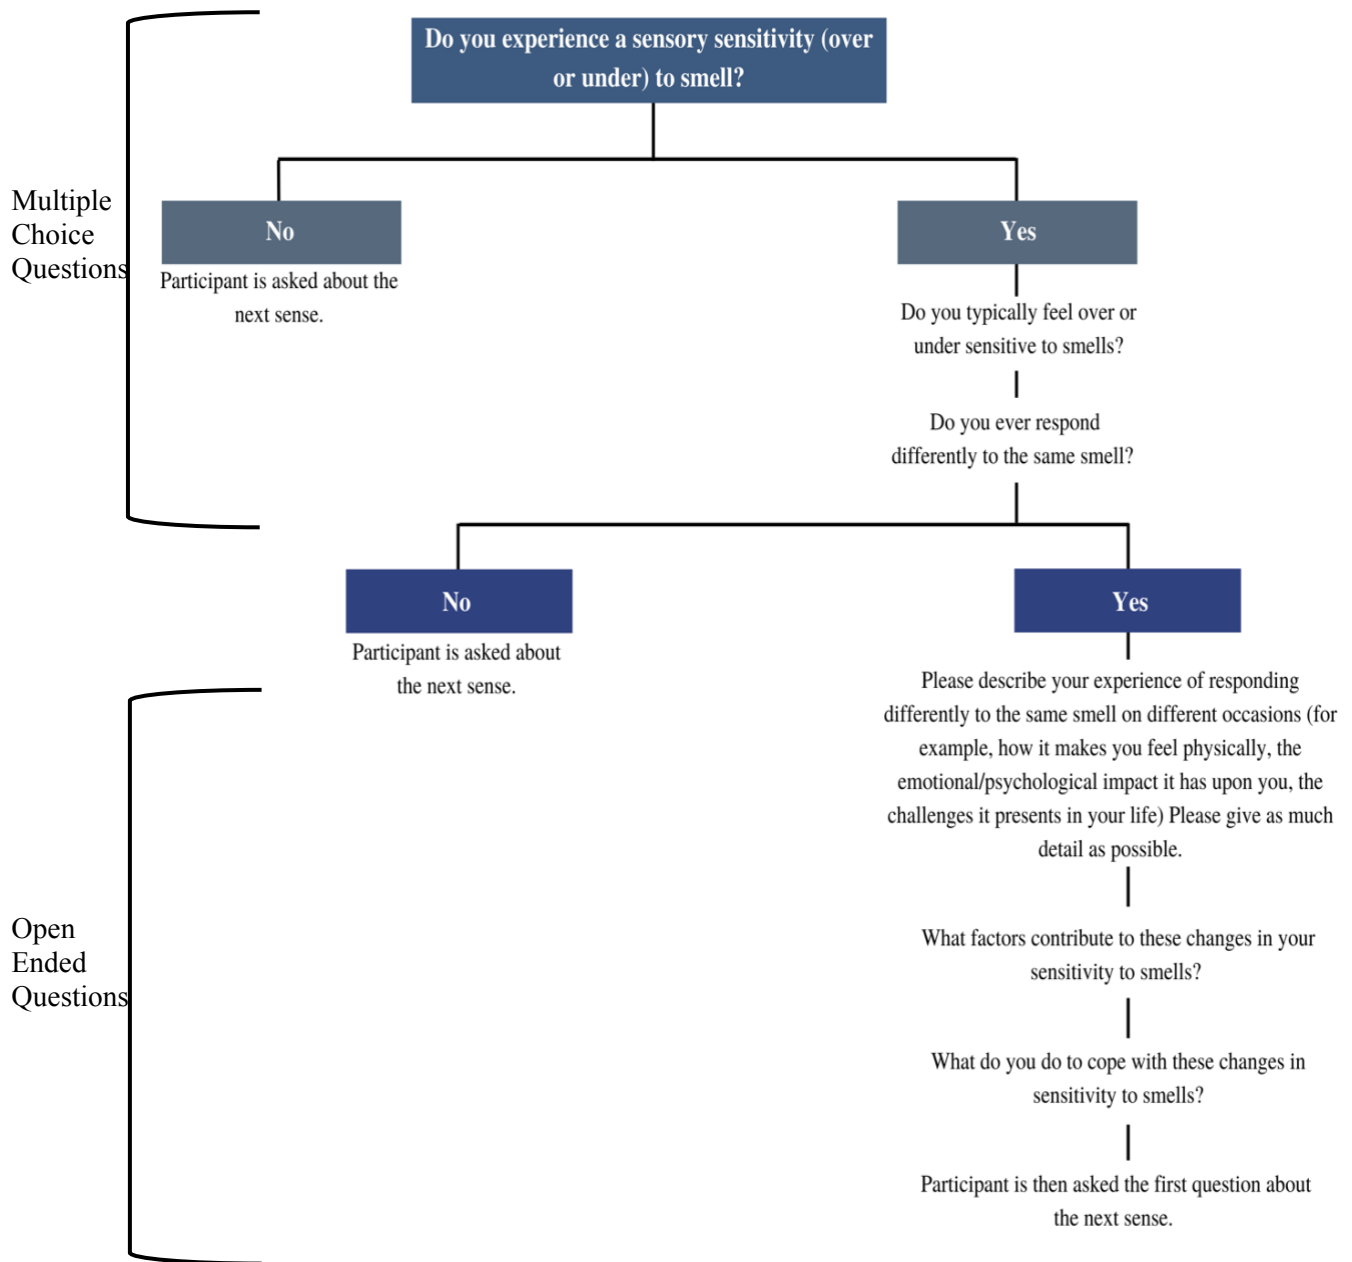 Do you experience a sensory sensitivity (over
or under) to smell?
Multiple
Choice
Questions
No
Participant is asked about the
next sense.
Yes
Do you typically feel over or
under sensitive to smells?
Do you ever respond
differently to the same smell?
No
Participant is asked about
the next sense.
Yes
Please describe your experience of responding
differently to the same smell on different occasions (for
example, how it makes you feel physically, the
emotional/psychological impact it has upon you, the
challenges it presents in your life) Please give as much
detail as possible.
Open
Ended
Questions
What factors contribute to these changes in your
sensitivity to smells?
What do you do to cope with these changes in
sensitivity to smells?
Participant is then asked the first question about
the next sense.